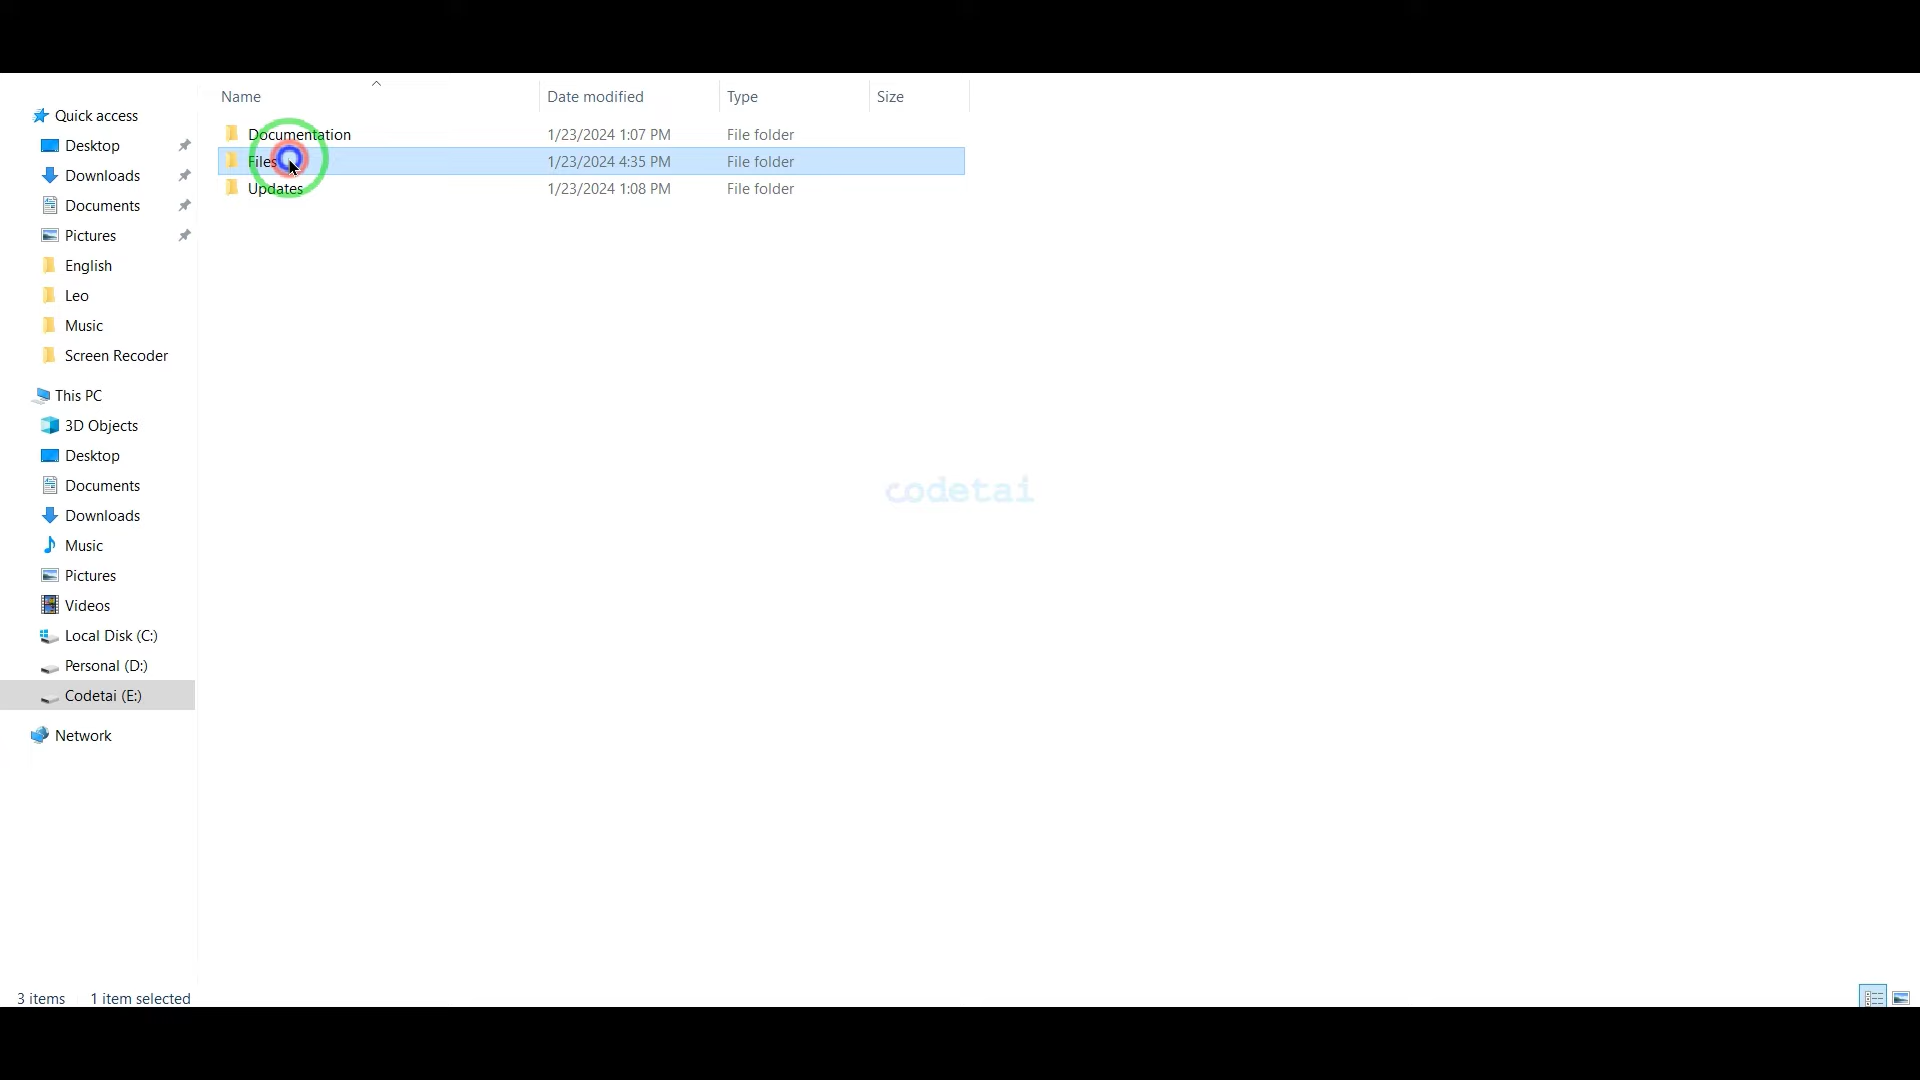 Name Date modified Type Size
Quick access
Desktop
Downloads
Documents
Pictures
English
Leo
Music
Screen Recoder
This PC
3D Objects
Desktop
Documents
Downloads
Music
Pictures
Videos
Local Disk (C:)
Personal (D:)
Codetai (E:)
Network
Documentation 1/23/2024 1:07 PM File folder
Files 1/23/2024 4:35 PM File folder
Updates 1/23/2024 1:08 PM File folder
codetai
3 items 1 item selected